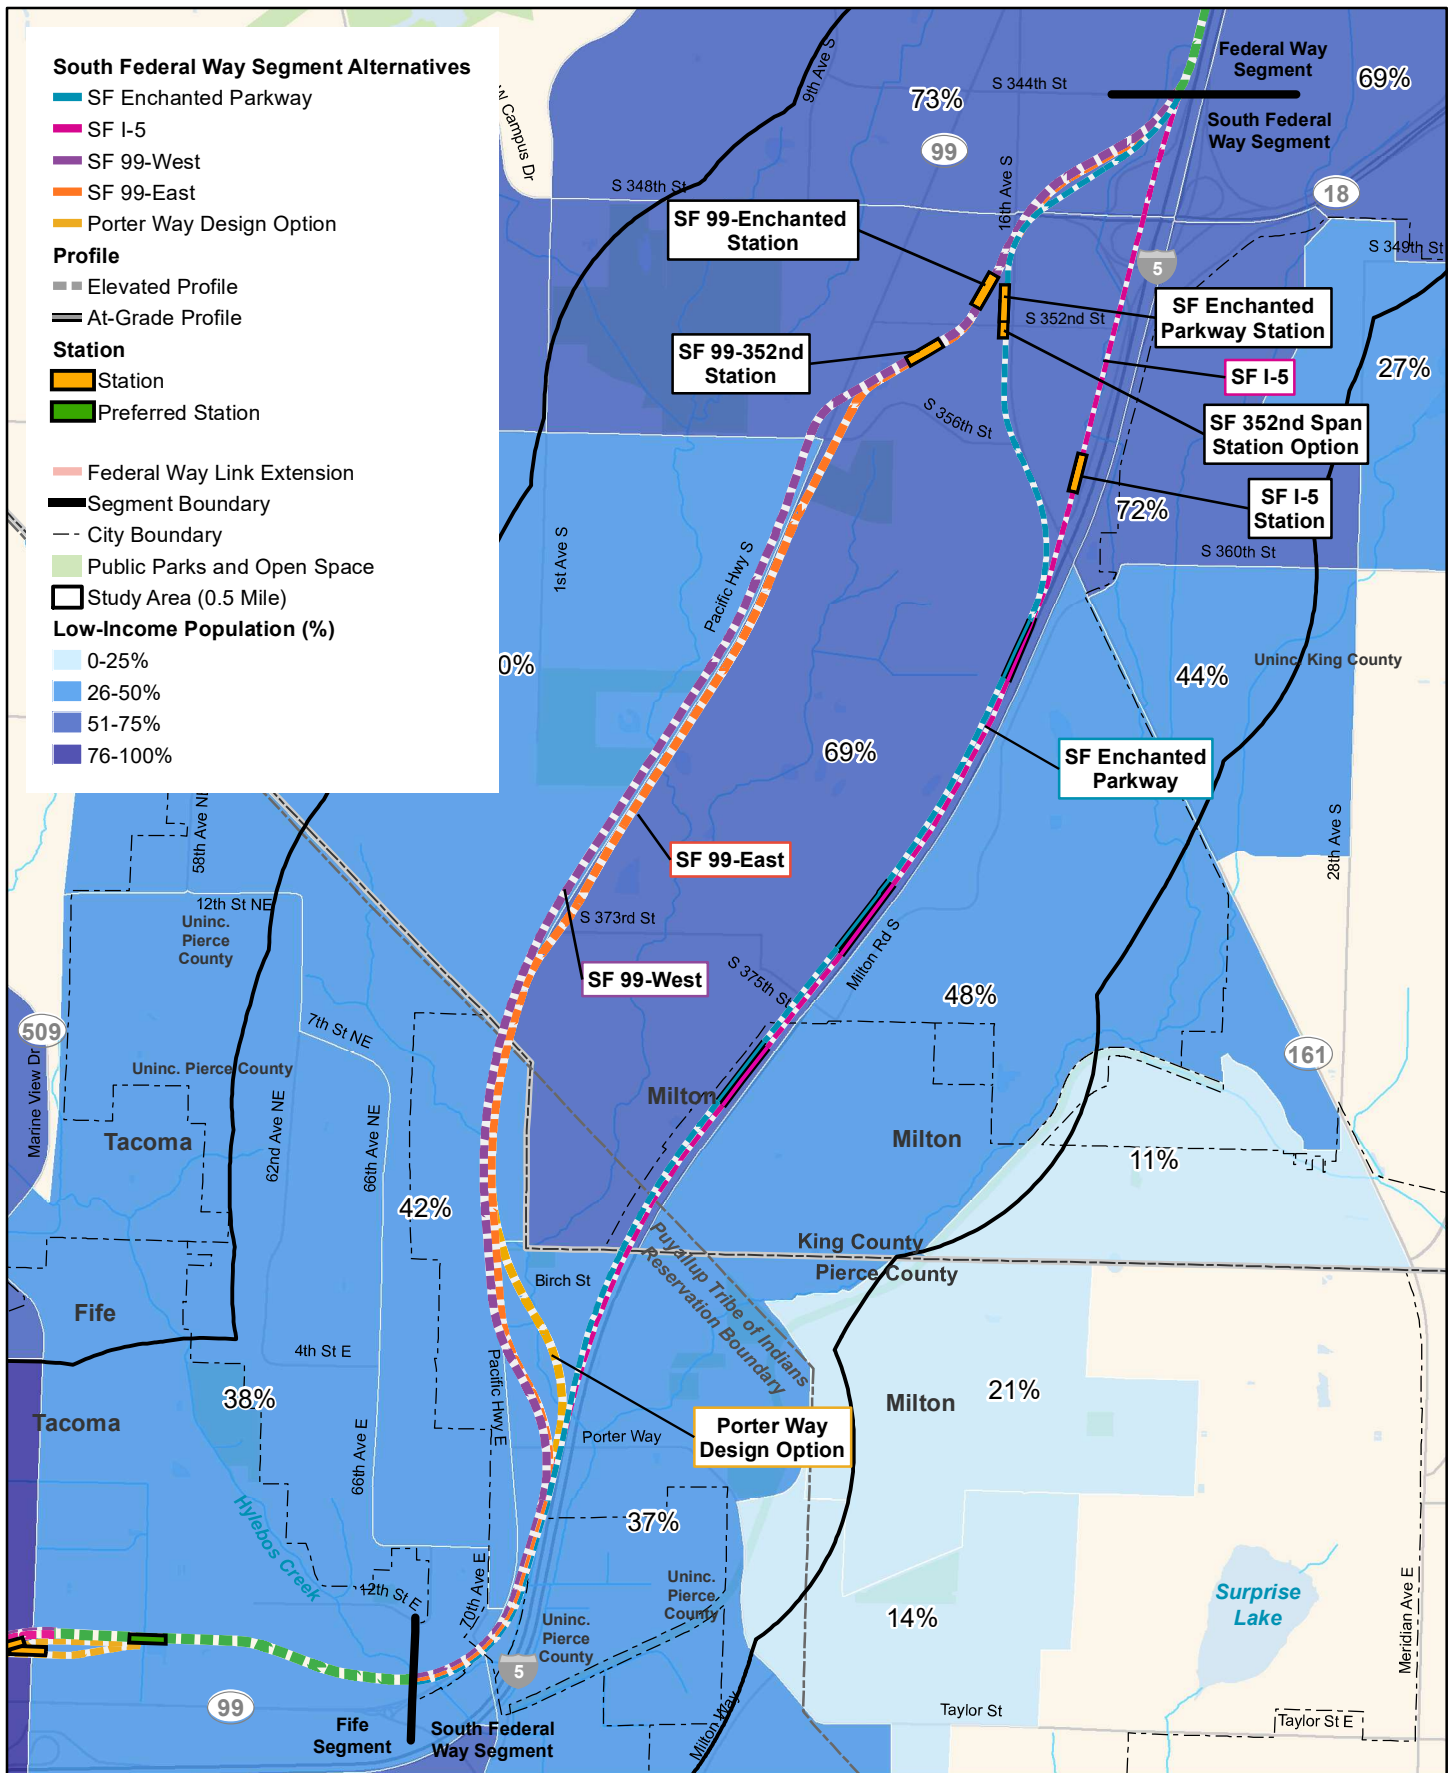 South Federal Way Segment Alternatives
SF Enchanted Parkway
SF I-5
SF 99-West
SF 99-East
Porter Way Design Option
Profile
Elevated Profile
At-Grade Profile
Station
Station
Preferred Station
Federal Way Link Extension
Segment Boundary
City Boundary
Public Parks and Open Space
Study Area (0.5 Mile)
Low-Income Population (%)
0-25%
26-50%
51-75%
76-100%
Federal Way
Segment
69%
South Federal
Way Segment
S 344th St
73%
99
9th Ave S
Campus Dr
S 348th St
16th Ave S
18
S 349th St
SF 99-Enchanted
Station
5
SF Enchanted
Parkway Station
S 352nd St
SF 99-352nd
Station
SF I-5
27%
S 356th St
SF 352nd Span
Station Option
SF I-5
Station
72%
S 360th St
1st Ave S
Pacific Hwy S
0%
44%
Uninc. King County
69%
SF Enchanted
Parkway
58th Ave NE
28th Ave S
SF 99-East
12th St NE
Uninc.
Pierce
County
S 373rd St
SF 99-West
S 375th St
Milton Rd S
48%
509
7th St NE
161
Marine View Dr
Uninc. Pierce County
Milton
Tacoma
62nd Ave NE
66th Ave NE
Milton
11%
42%
King County
Pierce County
Puyallup Tribe of Indians
Reservation Boundary
Birch St
Fife
4th St E
Pacific Hwy E
38%
Milton
21%
Tacoma
66th Ave E
Porter Way
Porter Way
Design Option
Hylebos Creek
37%
12th St E
70th Ave E
Uninc.
Pierce
County
Uninc.
Pierce
County
14%
Surprise
Lake
Meridian Ave E
5
99
Fife
Segment
South Federal
Way Segment
Milton Way
Taylor St
Taylor St E